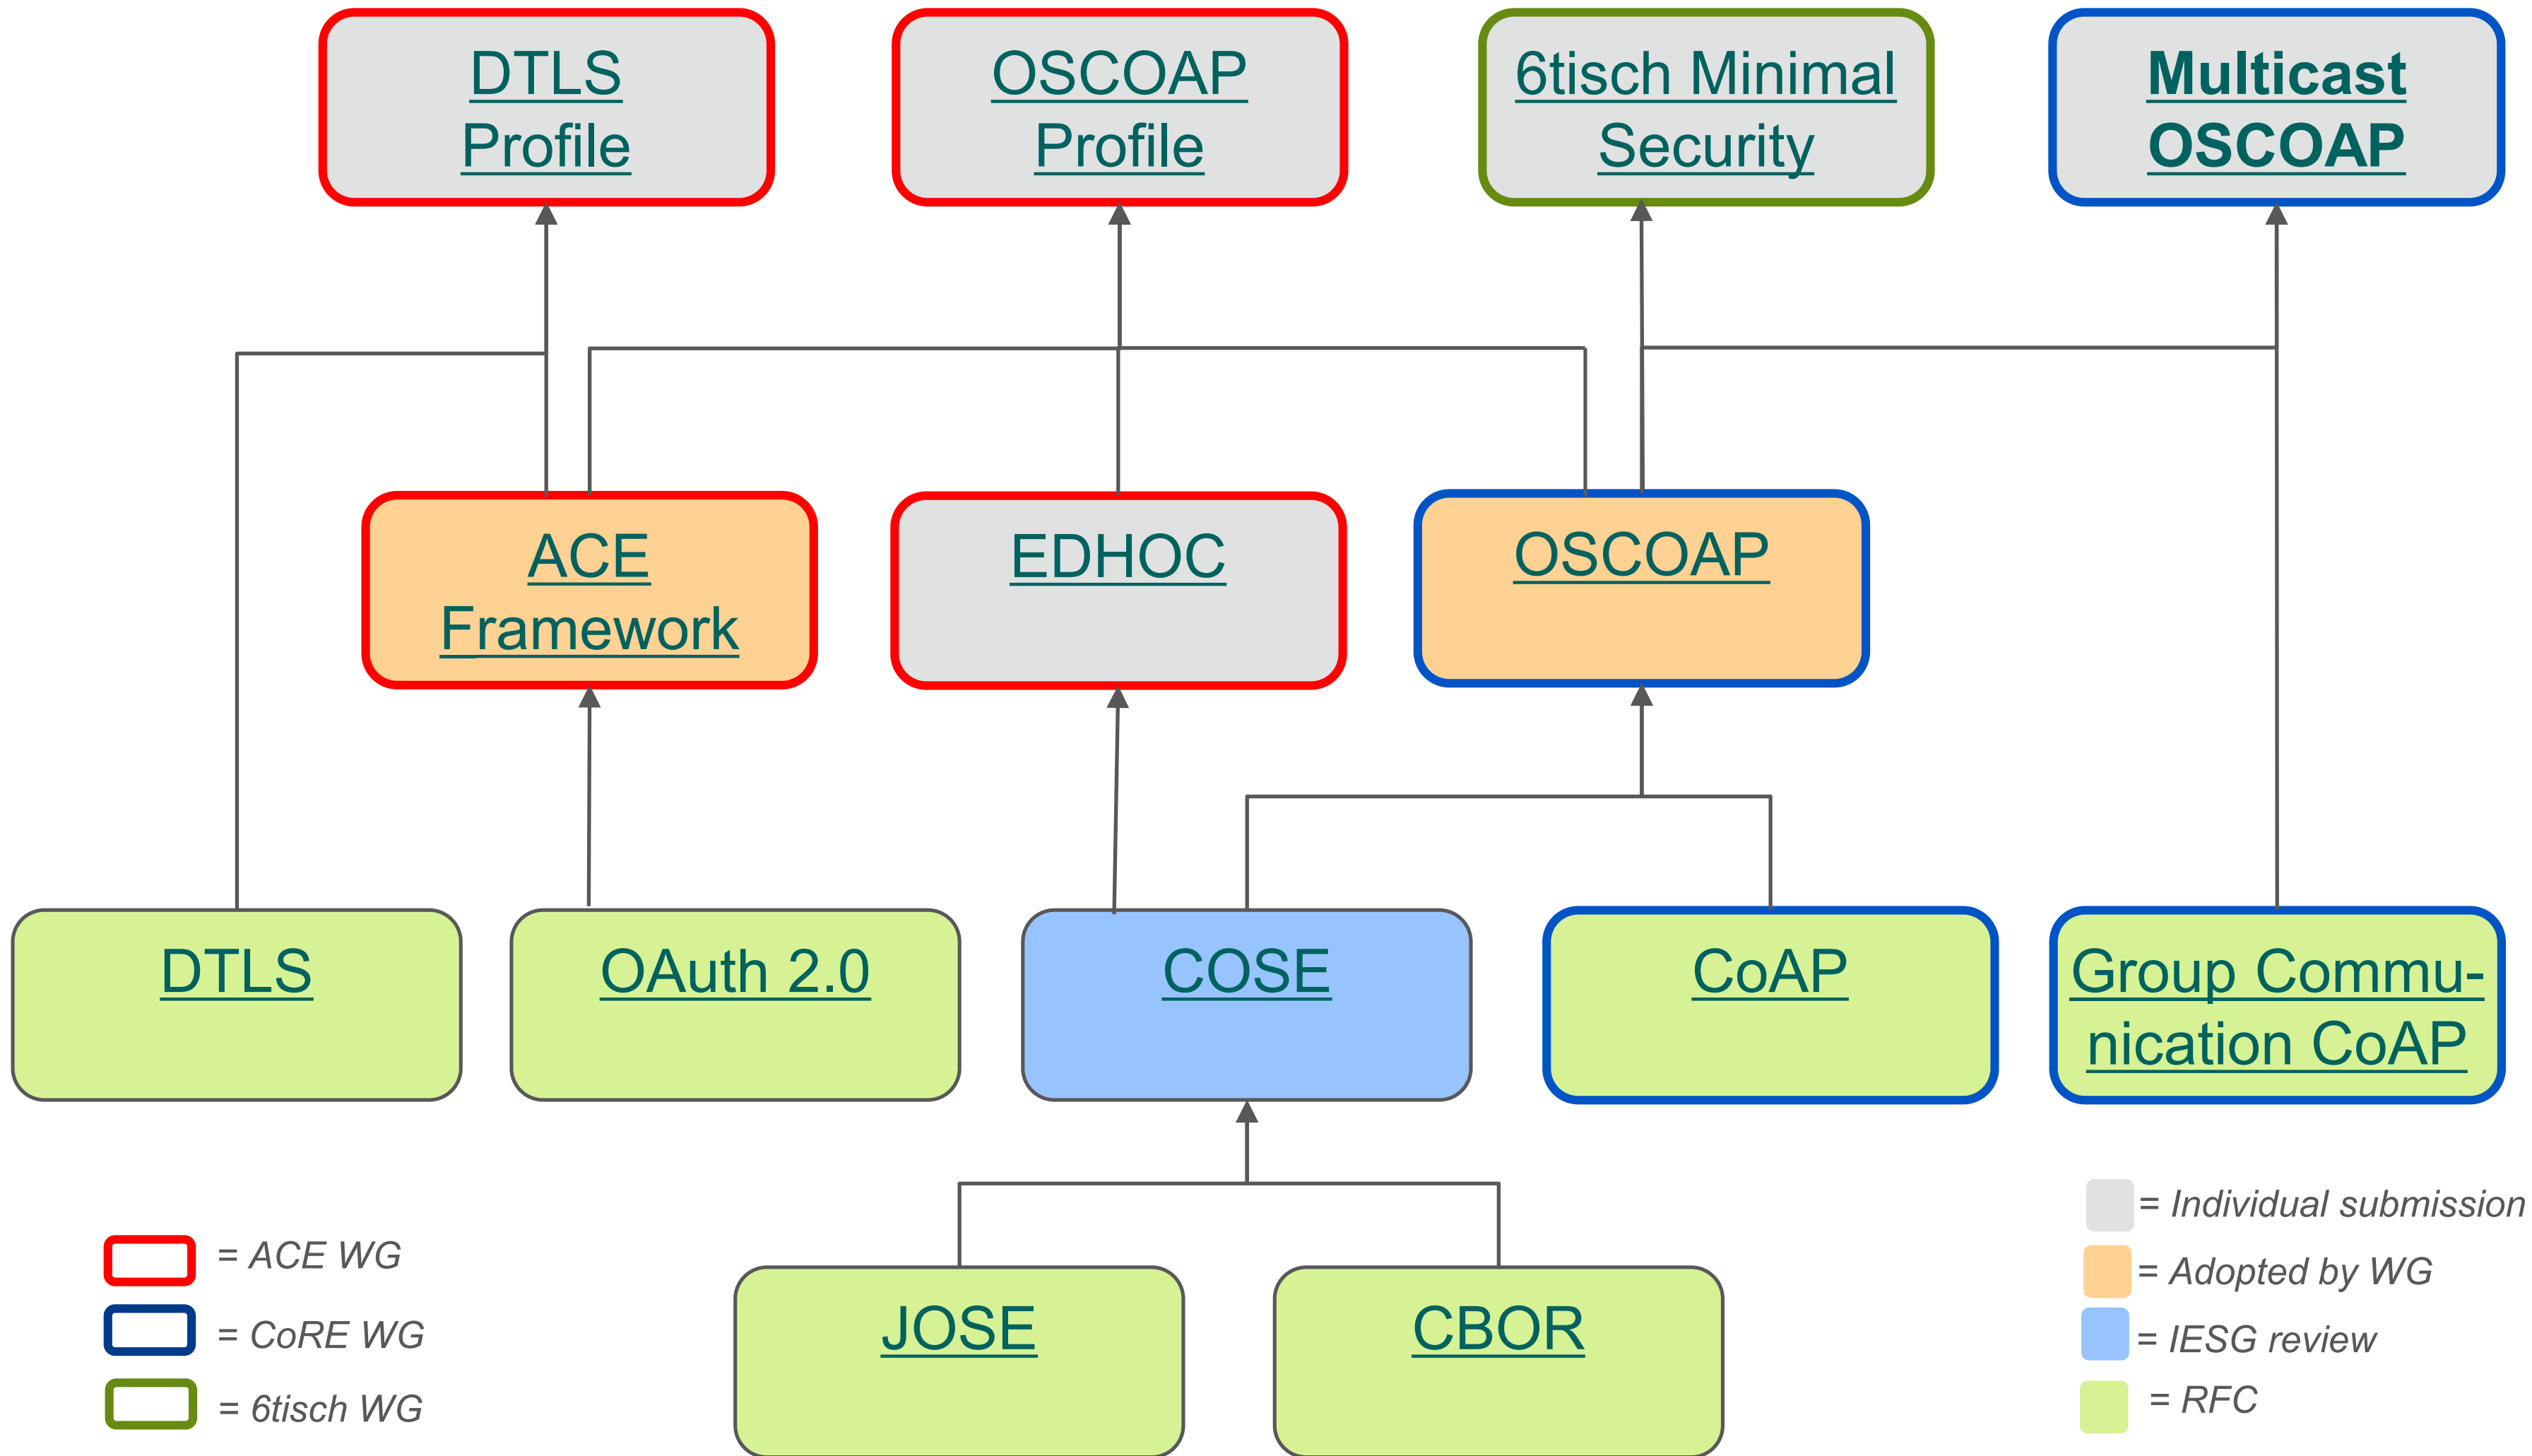 DTLS
Profile
OSCOAP
Profile
6tisch Minimal
Security
Multicast
OSCOAP
ACE
Framework
EDHOC
OSCOAP
DTLS
OAuth 2.0
COSE
CoAP
Group Commu-
nication CoAP
JOSE
CBOR
= ACE WG
= CoRE WG
= 6tisch WG
= Individual submission
= Adopted by WG
= IESG review
= RFC